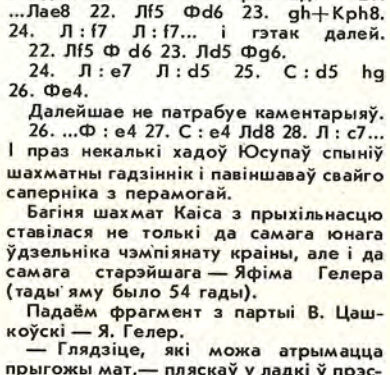 ...Лае8 22. Лf5 Фd6 23. gh+Kph8.
24. Л : f7 Л : f7... і гэтак далей.
22. Лf5 Ф d6 23. Лd5 Фg6.
24. Л : e7 Л : d5 25. С : d5 hg
26. Фе4.
Далейшае не патрабуе каментарыяў.
26. ...Ф : e4 27. С : e4 Лd8 28. Л : с7...
І праз некалькі хадоў Юсупаў спыніў
шахматны гадзіннік і павіншаваў свайго
саперніка з перамогай.
Багіня шахмат Каіса з прыхільнасцю
ставілася не толькі да самага юнага
ўдзельніка чэмпіянату краіны, але і да
самага старэйшага — Яфіма Гелера
(тады яму было 54 гады).
Падаём фрагмент з партыі В. Цаш-
коўскі — Я. Гелер.
— Глядзіце, які можа атрымацца
прыгожы мат,— пляскаў у ладкі ў прэс-